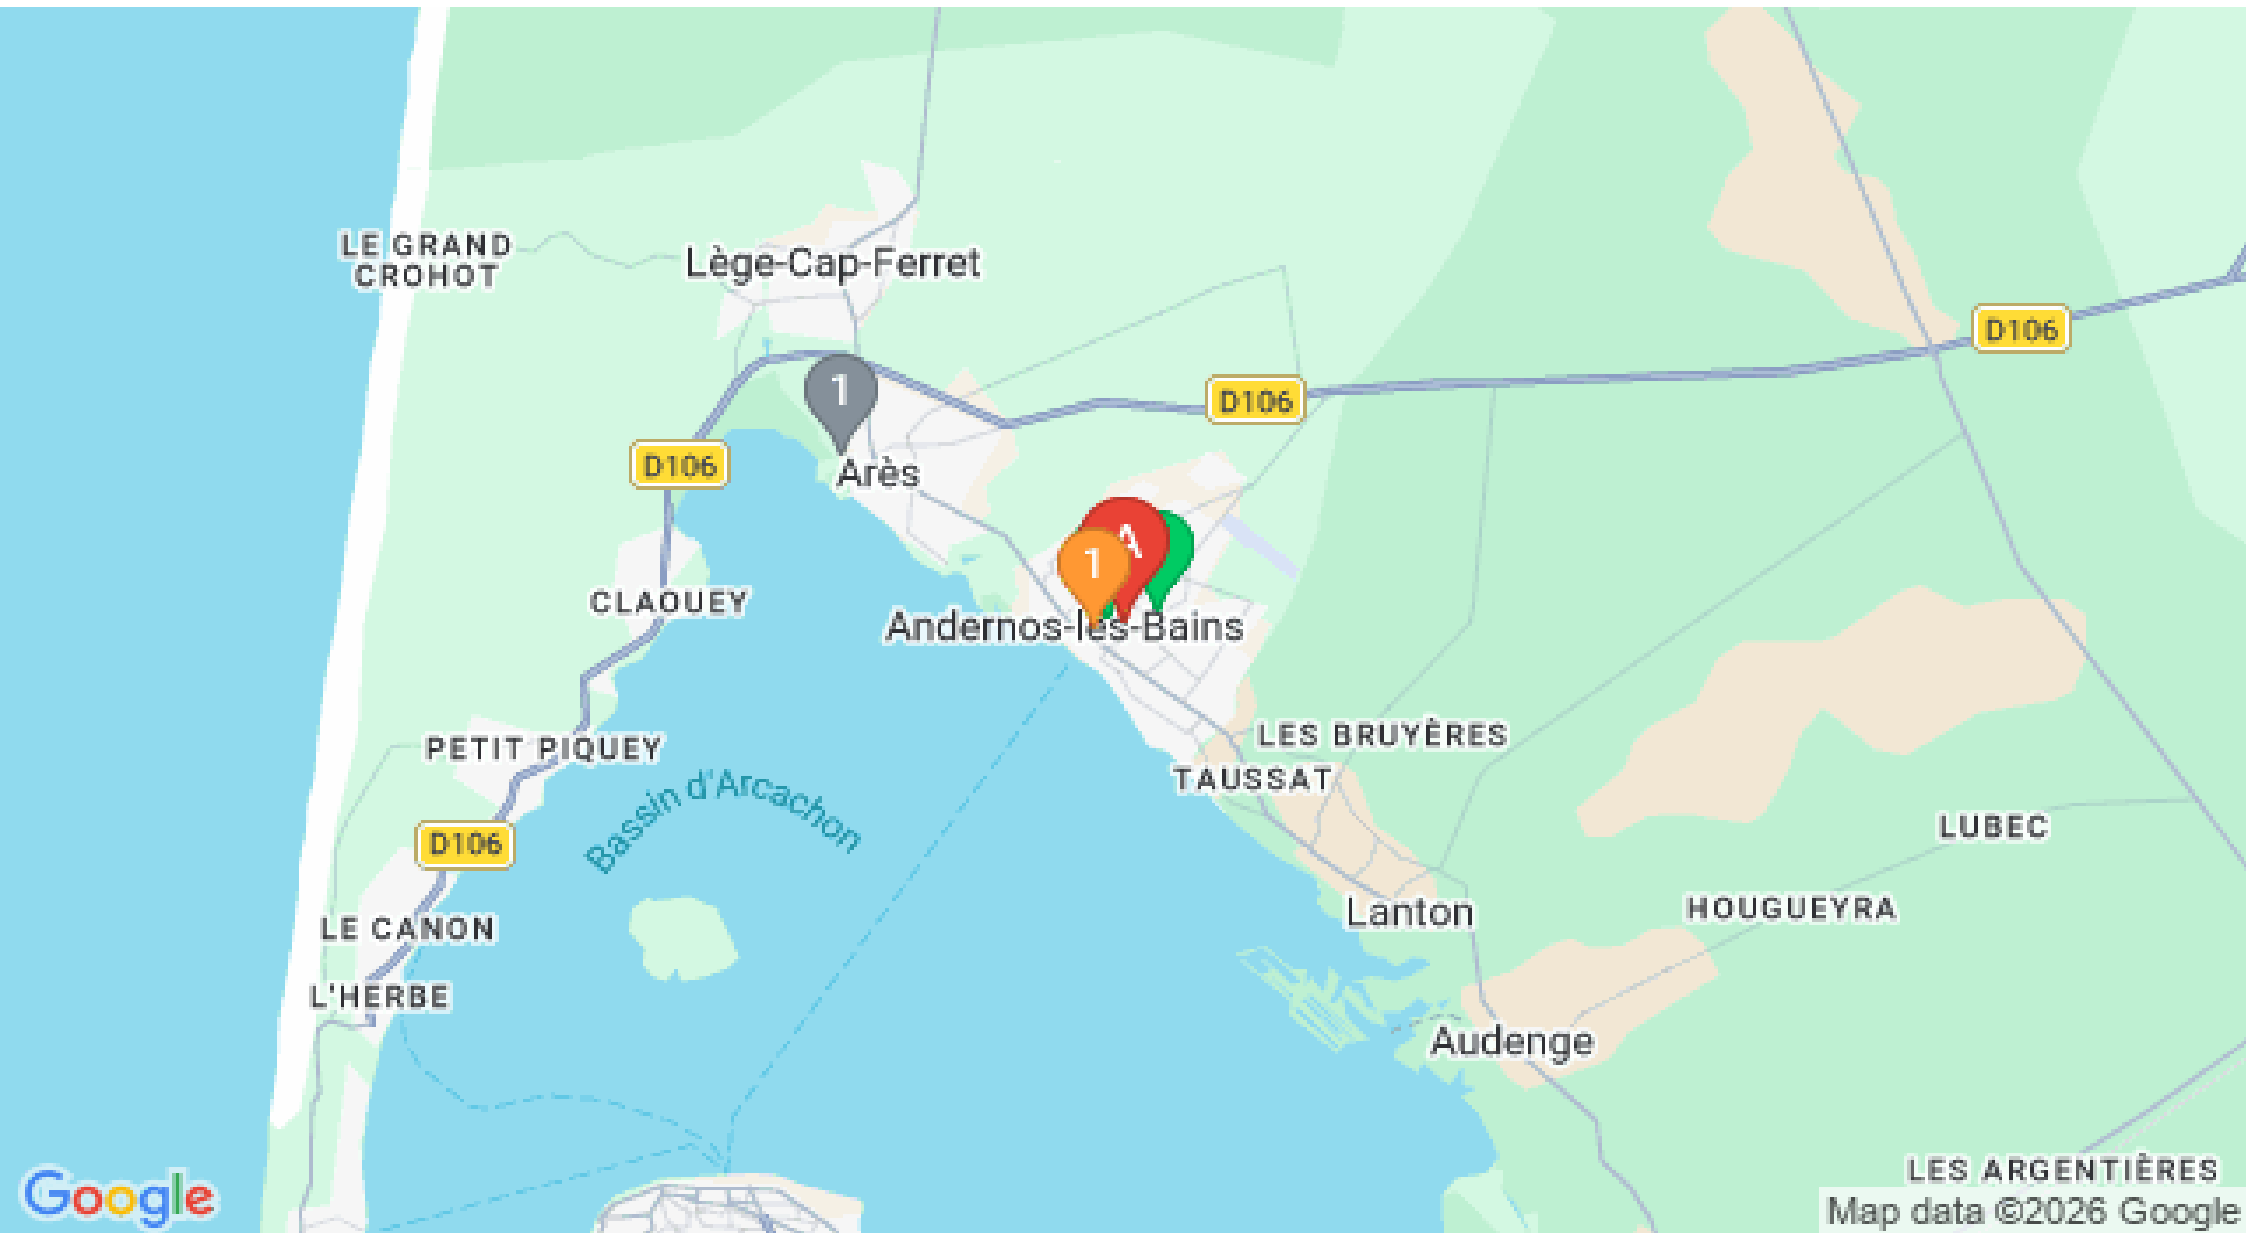 LE GRAND
CROHOT
Lège-Cap-Ferret
D106
D106
1
D106
Arès
A
1
CLAOUEY
Andernos-les-Bains
PETIT PIQUEY
LES BRUYÈRES
TAUSSAT
Bassin d'Arcachon
D106
LUBEC
LE CANON
Lanton
HOUGUEYRA
L'HERBE
Audenge
LES ARGENTIÈRES
Google
Map data ©2026 Google